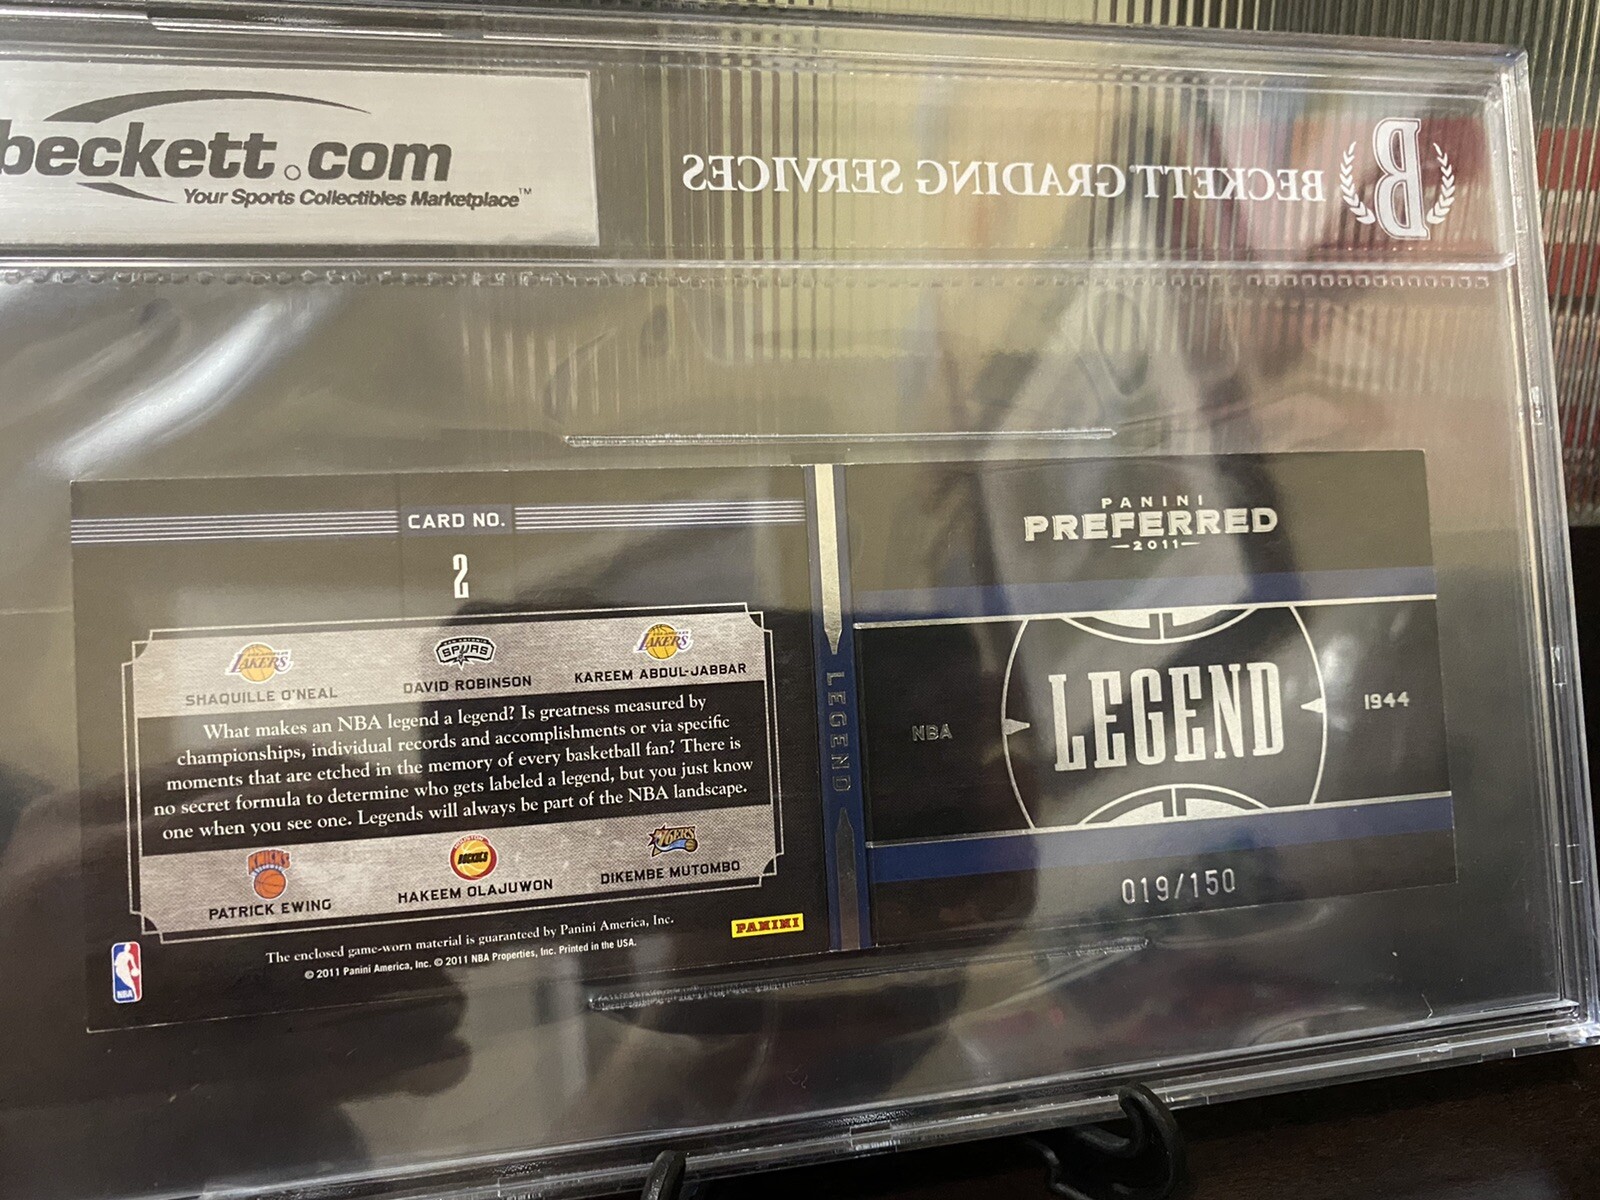 beckett.com
Your Sports Collectibles Marketplace™
BECKETT GRADING SERVICES
B
CARD NO.
2
LAKERS
SHAQUILLE O'NEAL
SPURS
DAVID ROBINSON
LAKERS
KAREEM ABDUL-JABBAR
What makes an NBA legend a legend? Is greatness measured by
championships, individual records and accomplishments or via specific
moments that are etched in the memory of every basketball fan? There is
no secret formula to determine who gets labeled a legend, but you just know
one when you see one. Legends will always be part of the NBA landscape.
KNICKS
PATRICK EWING
ROCKETS
HAKEEM OLAJUWON
76ERS
DIKEMBE MUTOMBO
The enclosed game-worn material is guaranteed by Panini America, Inc.
© 2011 Panini America, Inc. © 2011 NBA Properties, Inc. Printed in the USA.
NBA
PANINI
LEGEND
PANINI
PREFERRED
2011
NBA
LEGEND
1944
019/150